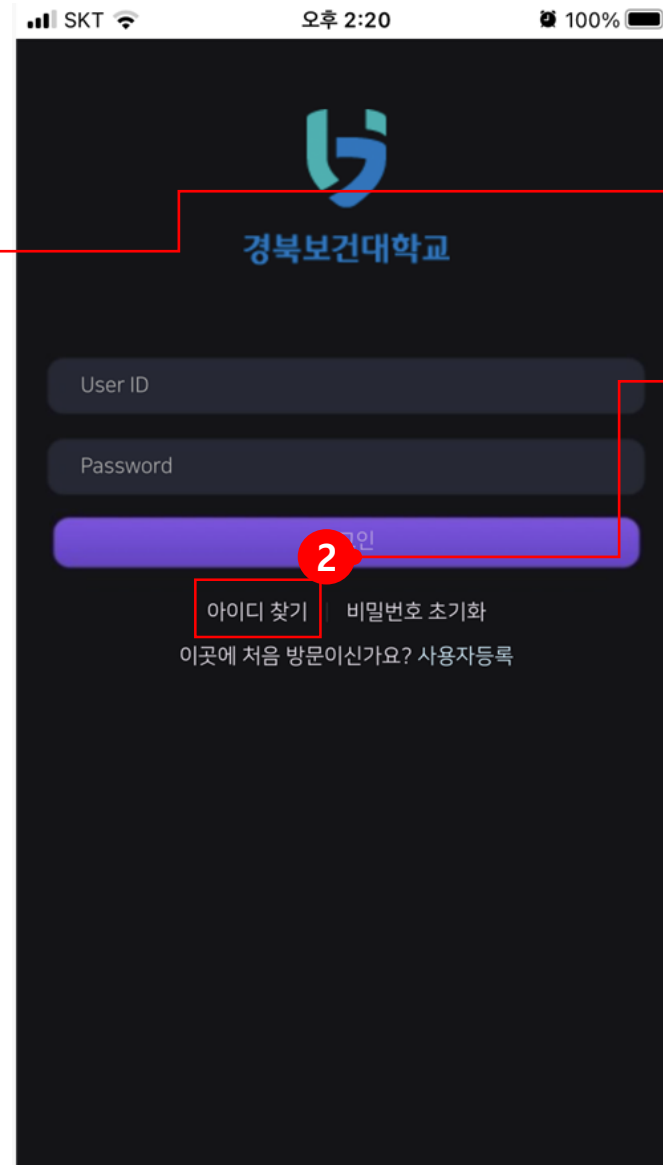 SKT 오후 2:20 100%
경북보건대학교
User ID
Password
2
아이디 찾기 | 비밀번호 초기화
이곳에 처음 방문이신가요? 사용자등록